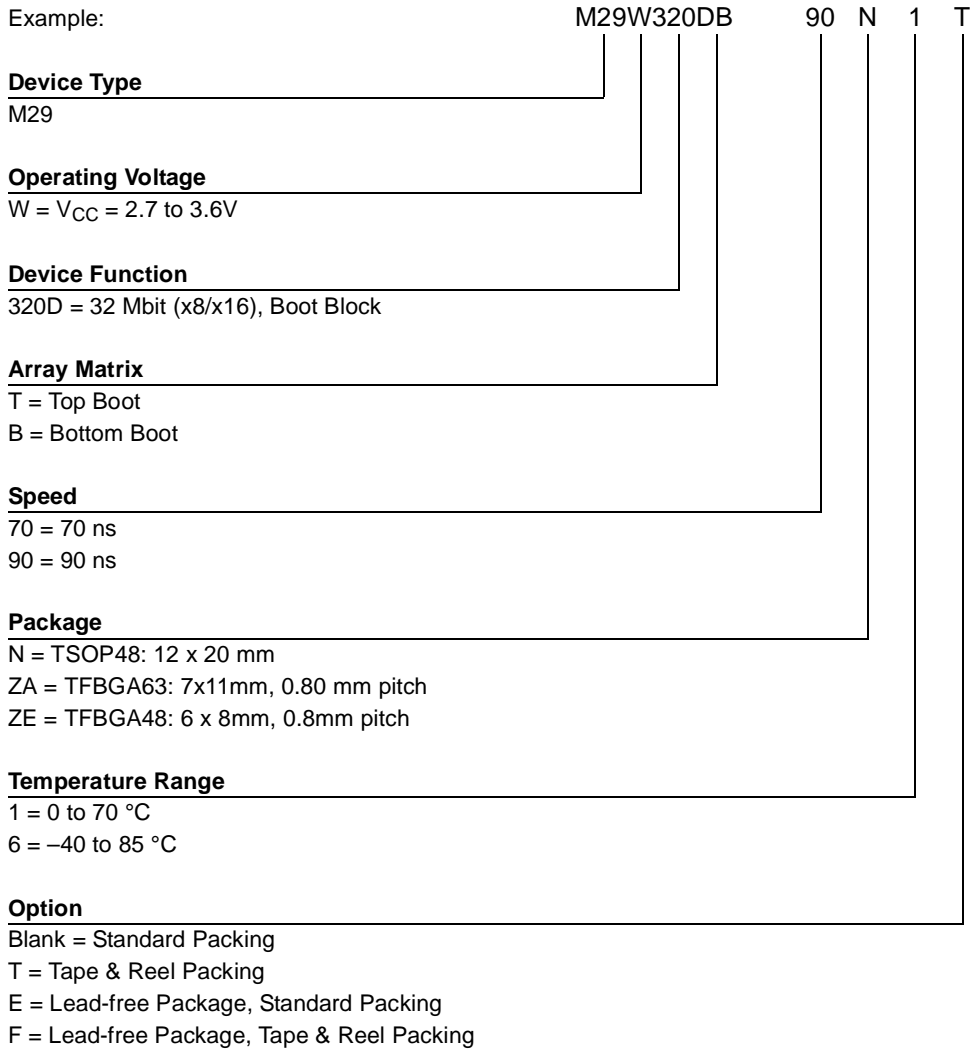 Example: M29W320DB 90 N 1 T
Device Type
M29
Operating Voltage
W = VCC = 2.7 to 3.6V
Device Function
320D = 32 Mbit (x8/x16), Boot Block
Array Matrix
T = Top Boot
B = Bottom Boot
Speed
70 = 70 ns
90 = 90 ns
Package
N = TSOP48: 12 x 20 mm
ZA = TFBGA63: 7x11mm, 0.80 mm pitch
ZE = TFBGA48: 6 x 8mm, 0.8mm pitch
Temperature Range
1 = 0 to 70 °C
6 = –40 to 85 °C
Option
Blank = Standard Packing
T = Tape & Reel Packing
E = Lead-free Package, Standard Packing
F = Lead-free Package, Tape & Reel Packing